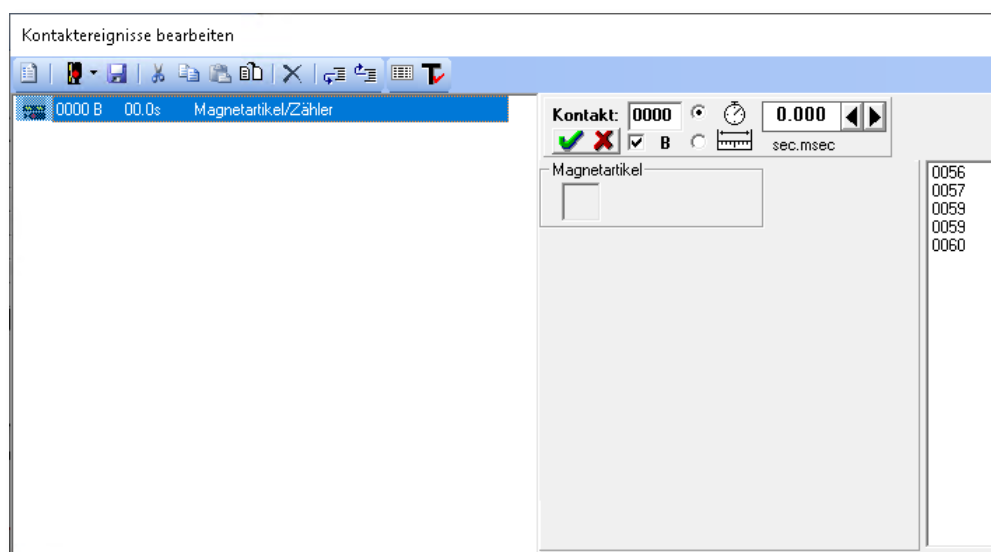 Kontaktereignisse bearbeiten
0000 B 00.0s Magnetartikel/Zähler
Kontakt: 0000 0.000
B sec.msec
Magnetartikel
0056
0057
0059
0059
0060